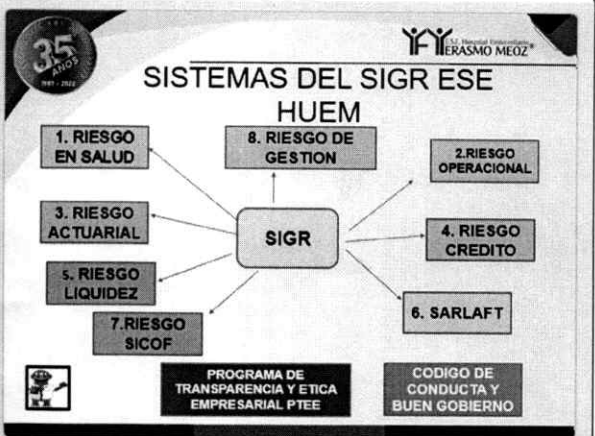 35
AÑOS
1987 - 2022
E.S.E. Hospital Universitario
ERASMO MEOZ
SISTEMAS DEL SIGR ESE
HUEM
1. RIESGO
EN SALUD
8. RIESGO DE
GESTION
2.RIESGO
OPERACIONAL
3. RIESGO
ACTUARIAL
SIGR
4. RIESGO
CREDITO
5. RIESGO
LIQUIDEZ
6. SARLAFT
7.RIESGO
SICOF
PROGRAMA DE
TRANSPARENCIA Y ETICA
EMPRESARIAL PTEE
CODIGO DE
CONDUCTA Y
BUEN GOBIERNO